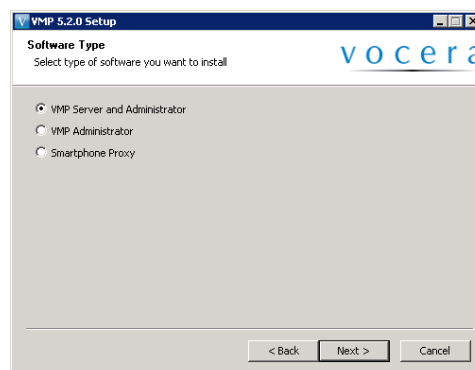 VMP 5.2.0 Setup
Software Type
Select type of software you want to install
vocera
VMP Server and Administrator
VMP Administrator
Smartphone Proxy
< Back
Next >
Cancel